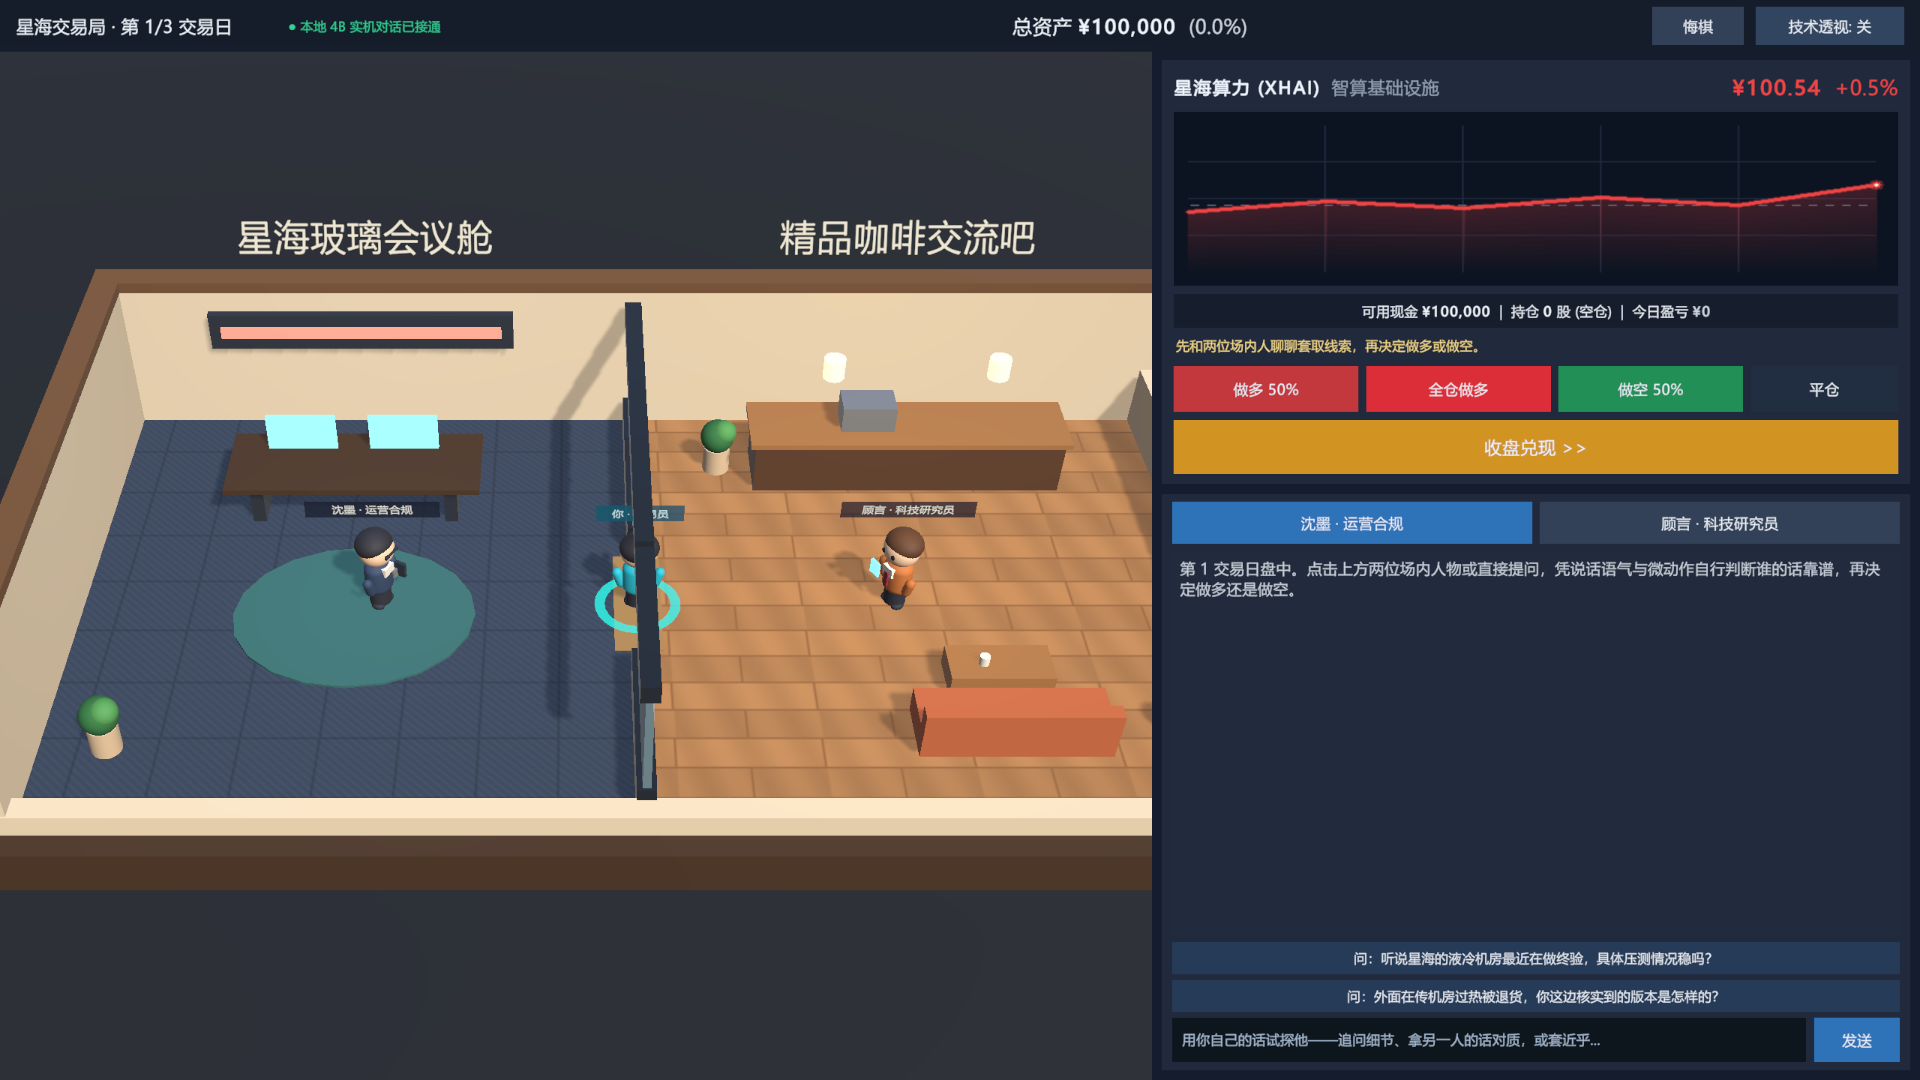 星海交易局 · 第 1/3 交易日
● 本地 4B 实机对话已接通
总资产 ¥100,000 (0.0%)
悔棋
技术透视: 关
星海玻璃会议舱
精品咖啡交流吧
沈墨 · 运营合规
顾言 · 科技研究员
星海算力 (XHAI) 智算基础设施
¥100.54 +0.5%
可用现金 ¥100,000 | 持仓 0 股 (空仓) | 今日盈亏 ¥0
先和两位场内人聊聊套取线索，再决定做多或做空。
做多 50%
全仓做多
做空 50%
平仓
收盘兑现 >>
沈墨 · 运营合规
顾言 · 科技研究员
第 1 交易日盘中。点击上方两位场内人物或直接提问，凭说话语气与微动作自行判断谁的话靠谱，再决
定做多还是做空。
问：听说星海的液冷机房最近在做终验，具体压测情况稳吗？
问：外面在传机房过热被退货，你这边核实到的版本是怎样的？
用你自己的话试探他——追问细节、拿另一人的话对质，或套近乎...
发送